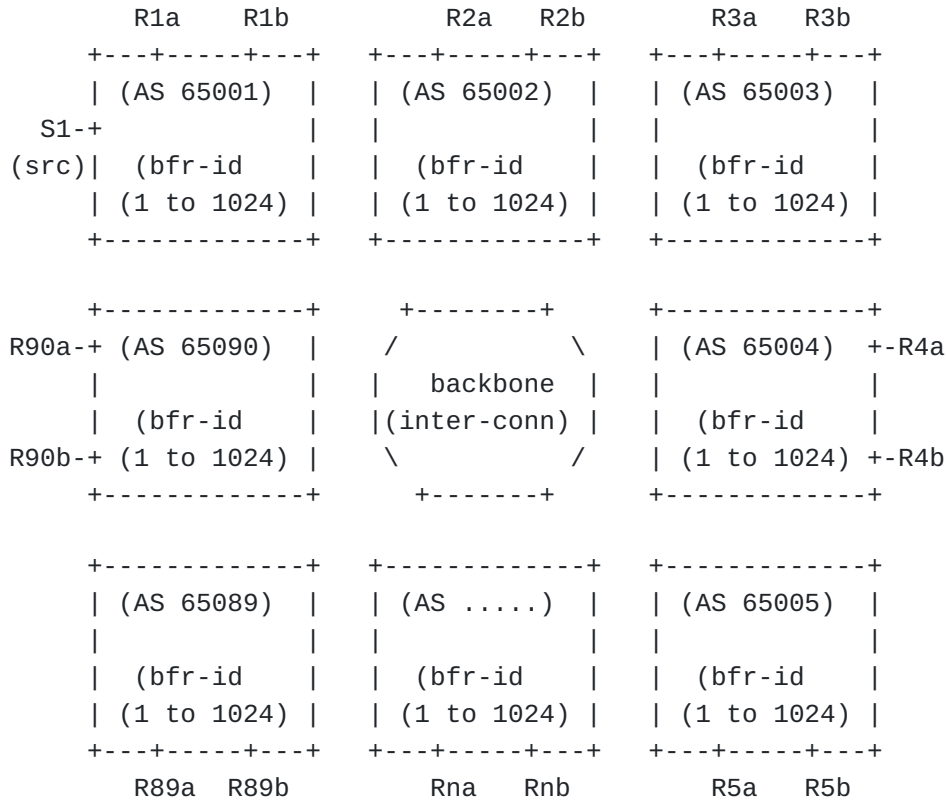 R1a    R1b          R2a   R2b        R3a   R3b
     +---+-----+---+   +---+-----+---+   +---+-----+---+
     | (AS 65001)  |   | (AS 65002)  |   | (AS 65003)  |
  S1-+             |   |             |   |             |
(src)|  (bfr-id    |   |  (bfr-id    |   |  (bfr-id    |
     | (1 to 1024) |   | (1 to 1024) |   | (1 to 1024) |
     +-------------+   +-------------+   +-------------+

     +-------------+     +--------+      +-------------+
R90a-+ (AS 65090)  |    /          \     | (AS 65004)  +-R4a
     |             |   |   backbone  |   |             |
     |  (bfr-id    |   |(inter-conn) |   |  (bfr-id    |
R90b-+ (1 to 1024) |    \           /    | (1 to 1024) +-R4b
     +-------------+      +-------+      +-------------+

     +-------------+   +-------------+   +-------------+
     | (AS 65089)  |   | (AS .....)  |   | (AS 65005)  |
     |             |   |             |   |             |
     |  (bfr-id    |   |  (bfr-id    |   |  (bfr-id    |
     | (1 to 1024) |   | (1 to 1024) |   | (1 to 1024) |
     +---+-----+---+   +---+-----+---+   +---+-----+---+
        R89a  R89b         Rna   Rnb         R5a   R5b